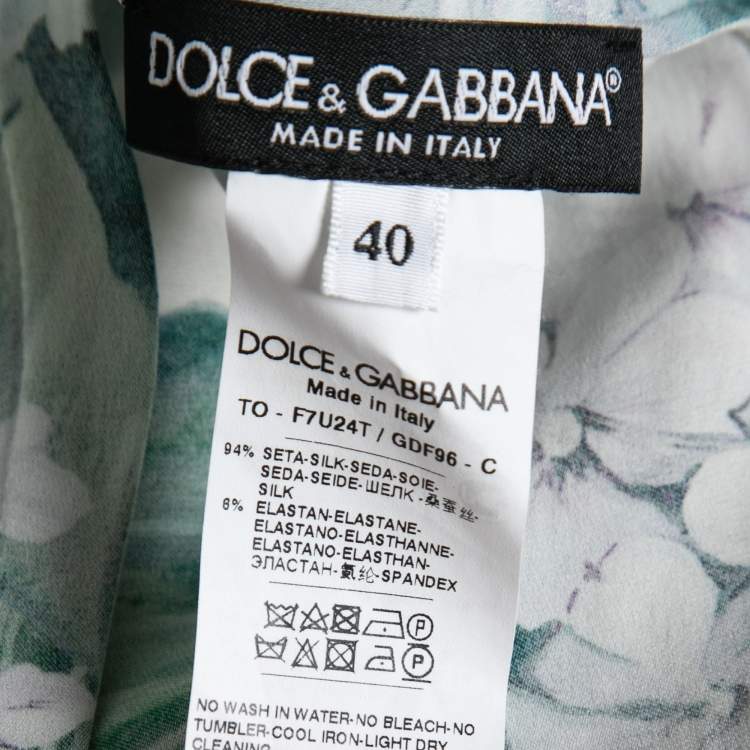 DOLCE & GABBANA®
MADE IN ITALY
40
DOLCE & GABBANA
Made in Italy
TO - F7U24T / GDF96 - C
94% SETA-SILK-SEDA-SOIE-
SEDA-SEIDE-ШЕЛК-桑蚕丝-
SILK
6% ELASTAN-ELASTANE-
ELASTANO-ELASTHANNE-
ELASTANO-ELASTHAN-
ЭЛАСТАН-氨纶-SPANDEX
P
P
NO WASH IN WATER-NO BLEACH-NO
TUMBLER-COOL IRON-LIGHT DRY
CLEANING